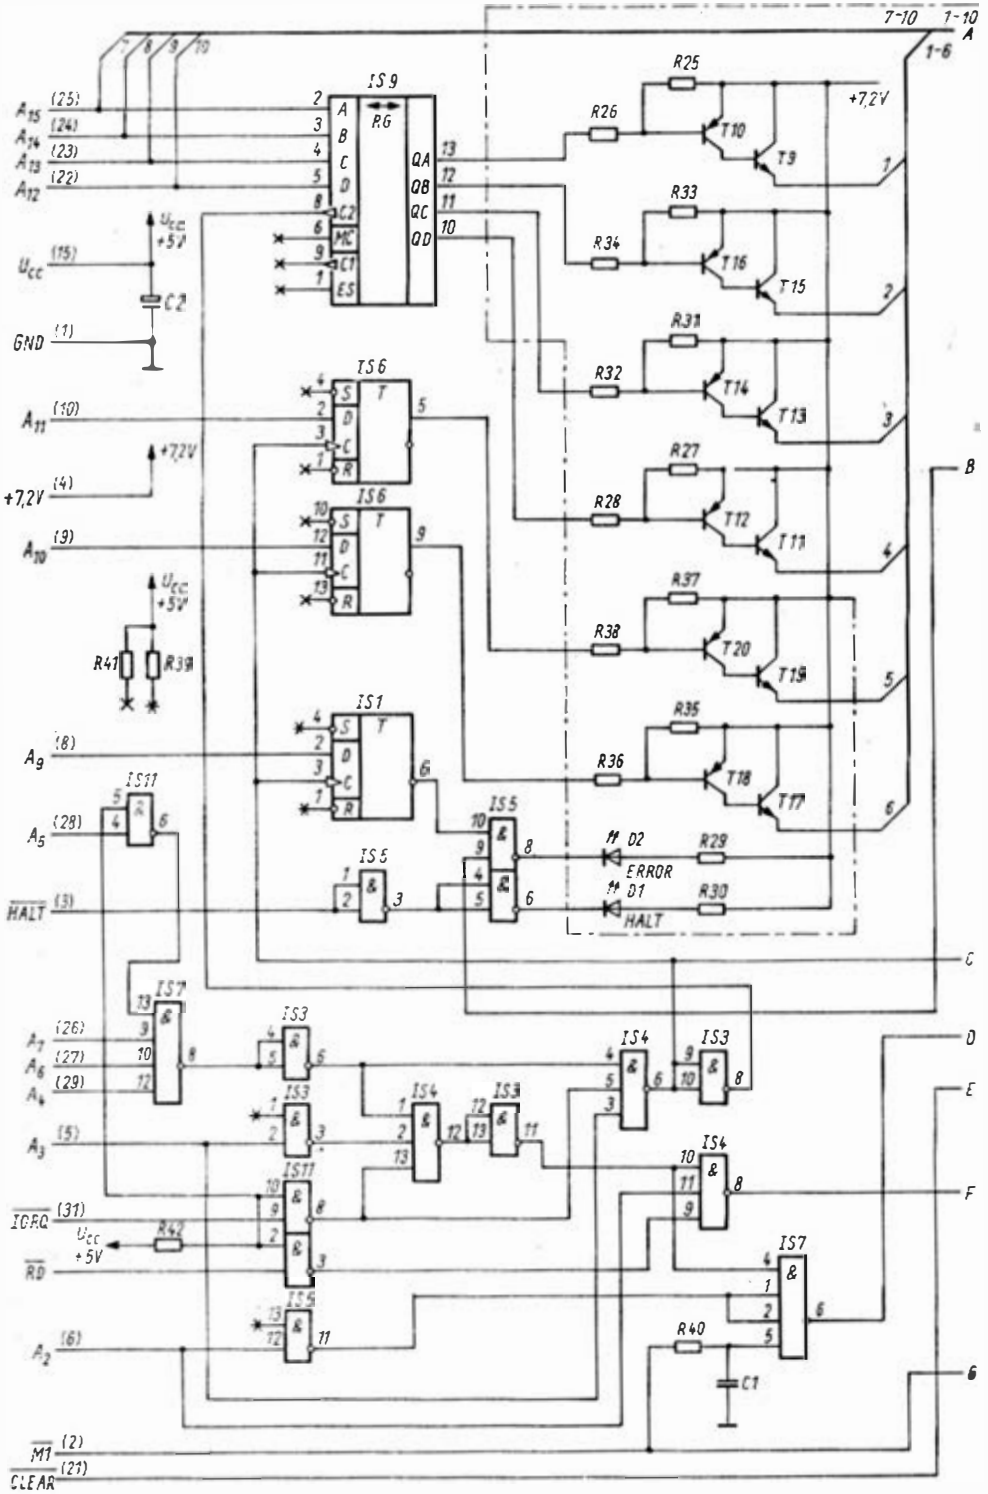 7-10 1-10
A
7 8 9 10
1-6
IS9
R25
+7,2V
A15 (25) 2 A RG
R26
T10
A14 (24) 3 B
T9
A13 (23) 4 C QA 13
1
A12 (22) 5 D QB 12
8 C2 QC 11
R33
Ucc +5V
6 MC QD 10
R34
T16
Ucc (15)
9 C1
1 ES
T15
C2
2
GND (1)
R31
IS6
R32
T14
4 S T
T13
A11 (10) 2 D 5
3
3 C
+7,2V
1 R
R27
B
+7,2V (4)
IS6
R28
T12
10 S T
T11
A10 (9) 12 D 9
4
11 C
Ucc +5V
13 R
R37
R41 R39
R38
T20
T19
IS1
5
4 S T
R35
A9 (8) 2 D
R36
T18
3 C 6
T17
IS11
1 R
IS5
6
5
A5 (28) 4 6
10 &
9 8
D2
R29
IS5
ERROR
1 & 4 &
D1
R30
HALT (3) 2 3 5 6
HALT
C
IS7
13 &
IS3
IS4 IS3
A7 (26) 9
4 &
D
A6 (27) 10 8 5 6
4 & 9 &
A4 (29) 12
5 6 10 8
E
IS3 IS4 IS3
3
1 & 1 & 12 &
A3 (5) 2 3 2 12 13 11
IS4
IS11 13
10 &
10 &
11 8 F
IORQ (31) 9 8
9
Ucc +5V R42 2 &
IS7
RD 3
4 &
IS5
1
13 &
2 6
A2 (6) 12 11
R40 5
C1
G
M1 (2)
CLEAR (21)